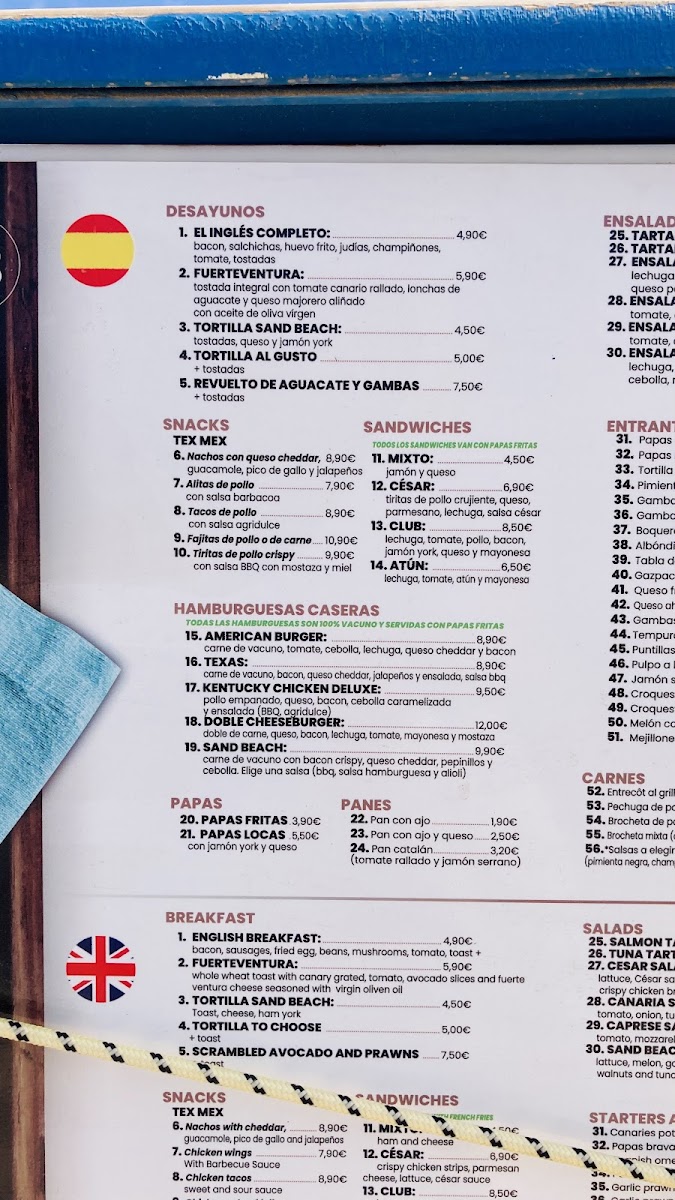 DESAYUNOS
1. EL INGLÉS COMPLETO: 4,90€
bacon, salchichas, huevo frito, judías, champiñones,
tomate, tostadas
2. FUERTEVENTURA: 5,90€
tostada integral con tomate canario rallado, lonchas de
aguacate y queso majorero aliñado
con aceite de oliva virgen
3. TORTILLA SAND BEACH: 4,50€
tostadas, queso y jamón york
4. TORTILLA AL GUSTO 5,00€
+ tostadas
5. REVUELTO DE AGUACATE Y GAMBAS 7,50€
+ tostadas
SNACKS
TEX MEX
6. Nachos con queso cheddar, 8,90€
guacamole, pico de gallo y jalapeños
7. Alitas de pollo 7,90€
con salsa barbacoa
8. Tacos de pollo 8,90€
con salsa agridulce
9. Fajitas de pollo o de carne 10,90€
10. Tiritas de pollo crispy 9,90€
con salsa BBQ con mostaza y miel
SANDWICHES
TODOS LOS SANDWICHES VAN CON PAPAS FRITAS
11. MIXTO: 4,50€
jamón y queso
12. CÉSAR: 6,90€
tiritas de pollo crujiente, queso,
parmesano, lechuga, salsa césar
13. CLUB: 8,50€
lechuga, tomate, pollo, bacon,
jamón york, queso y mayonesa
14. ATÚN: 6,50€
lechuga, tomate, atún y mayonesa
HAMBURGUESAS CASERAS
TODAS LAS HAMBURGUESAS SON 100% VACUNO Y SERVIDAS CON PAPAS FRITAS
15. AMERICAN BURGER: 8,90€
carne de vacuno, tomate, cebolla, lechuga, queso cheddar y bacon
16. TEXAS: 8,90€
carne de vacuno, bacon, queso cheddar, jalapeños y ensalada, salsa bbq
17. KENTUCKY CHICKEN DELUXE: 9,50€
pollo empanado, queso, bacon, cebolla caramelizada
y ensalada (BBQ, agridulce)
18. DOBLE CHEESEBURGER: 12,00€
doble de carne, queso, bacon, lechuga, tomate, mayonesa y mostaza
19. SAND BEACH: 9,90€
carne de vacuno con bacon crispy, queso cheddar, pepinillos y
cebolla. Elige una salsa (bbq, salsa hamburguesa y alioli)
PAPAS
20. PAPAS FRITAS 3,90€
21. PAPAS LOCAS 5,50€
con jamón york y queso
PANES
22. Pan con ajo 1,90€
23. Pan con ajo y queso 2,50€
24. Pan catalán 3,20€
(tomate rallado y jamón serrano)
ENSALAD
25. TARTA
26. TARTA
27. ENSALA
lechuga
queso p
28. ENSALA
tomate,
29. ENSALA
tomate,
30. ENSALA
lechuga,
cebolla,
ENTRANT
31. Papas
32. Papas
33. Tortilla
34. Pimient
35. Gamba
36. Gamba
37. Boquer
38. Albóndi
39. Tabla d
40. Gazpac
41. Queso f
42. Queso a
43. Gambas
44. Tempur
45. Puntillas
46. Pulpo a l
47. Jamón s
48. Croques
49. Croques
50. Melón co
51. Mejillone
CARNES
52. Entrecôt al gril
53. Pechuga de po
54. Brocheta de po
55. Brocheta mixta (
56. *Salsas a elegir
(pimienta negra, cham
BREAKFAST
1. ENGLISH BREAKFAST: 4,90€
bacon, sausages, fried egg, beans, mushrooms, tomato, toast +
2. FUERTEVENTURA: 5,90€
whole wheat toast with canary grated, tomato, avocado slices and fuerte
ventura cheese seasoned with virgin oliven oil
3. TORTILLA SAND BEACH: 4,50€
Toast, cheese, ham york
4. TORTILLA TO CHOOSE 5,00€
+ toast
5. SCRAMBLED AVOCADO AND PRAWNS 7,50€
SNACKS
TEX MEX
6. Nachos with cheddar, 8,90€
guacamole, pico de gallo and jalapeños
7. Chicken wings 7,90€
With Barbecue Sauce
8. Chicken tacos 8,90€
sweet and sour sauce
ANDWICHES
TH FRENCH FRIES
11. MIXTO:
ham and cheese
12. CÉSAR: 6,90€
crispy chicken strips, parmesan
cheese, lattuce, césar sauce
13. CLUB: 8,50€
SALADS
25. SALMON TA
26. TUNA TART
27. CESAR SALA
lattuce, César sa
crispy chicken br
28. CANARIA S
tomato, onion, tu
29. CAPRESE SA
tomato, mozzarel
30. SAND BEAC
lattuce, melon, go
walnuts and tuna
STARTERS A
31. Canaries pot
32. Papas brava
nish ome
35. Garlic prawn